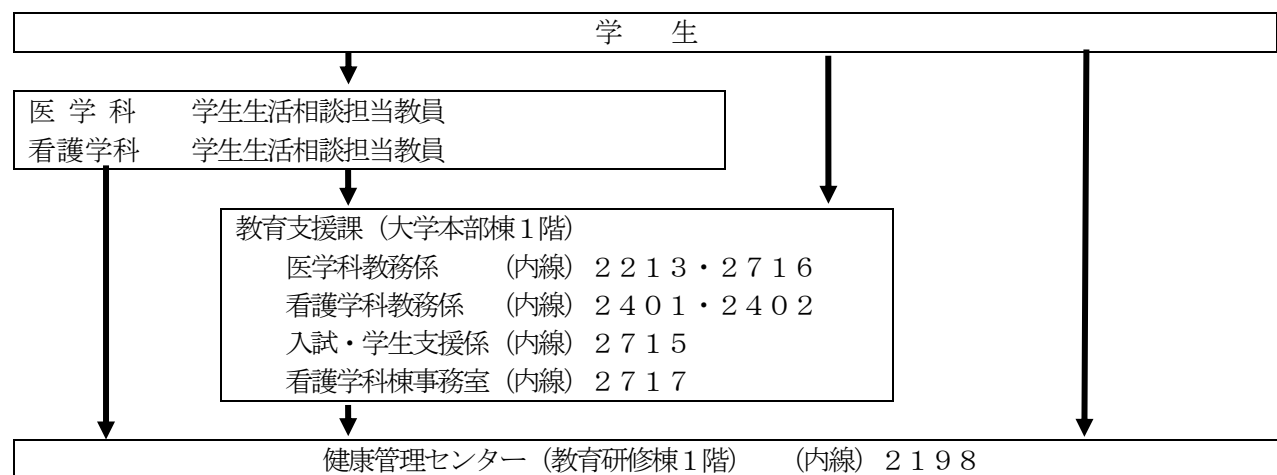 学　　生
医 学 科　　学生生活相談担当教員
看護学科　　学生生活相談担当教員
教育支援課（大学本部棟１階）
医学科教務係　　（内線）２２１３・２７１６
看護学科教務係　（内線）２４０１・２４０２
入試・学生支援係（内線）２７１５
看護学科棟事務室（内線）２７１７
健康管理センター（教育研修棟１階）　　（内線）２１９８